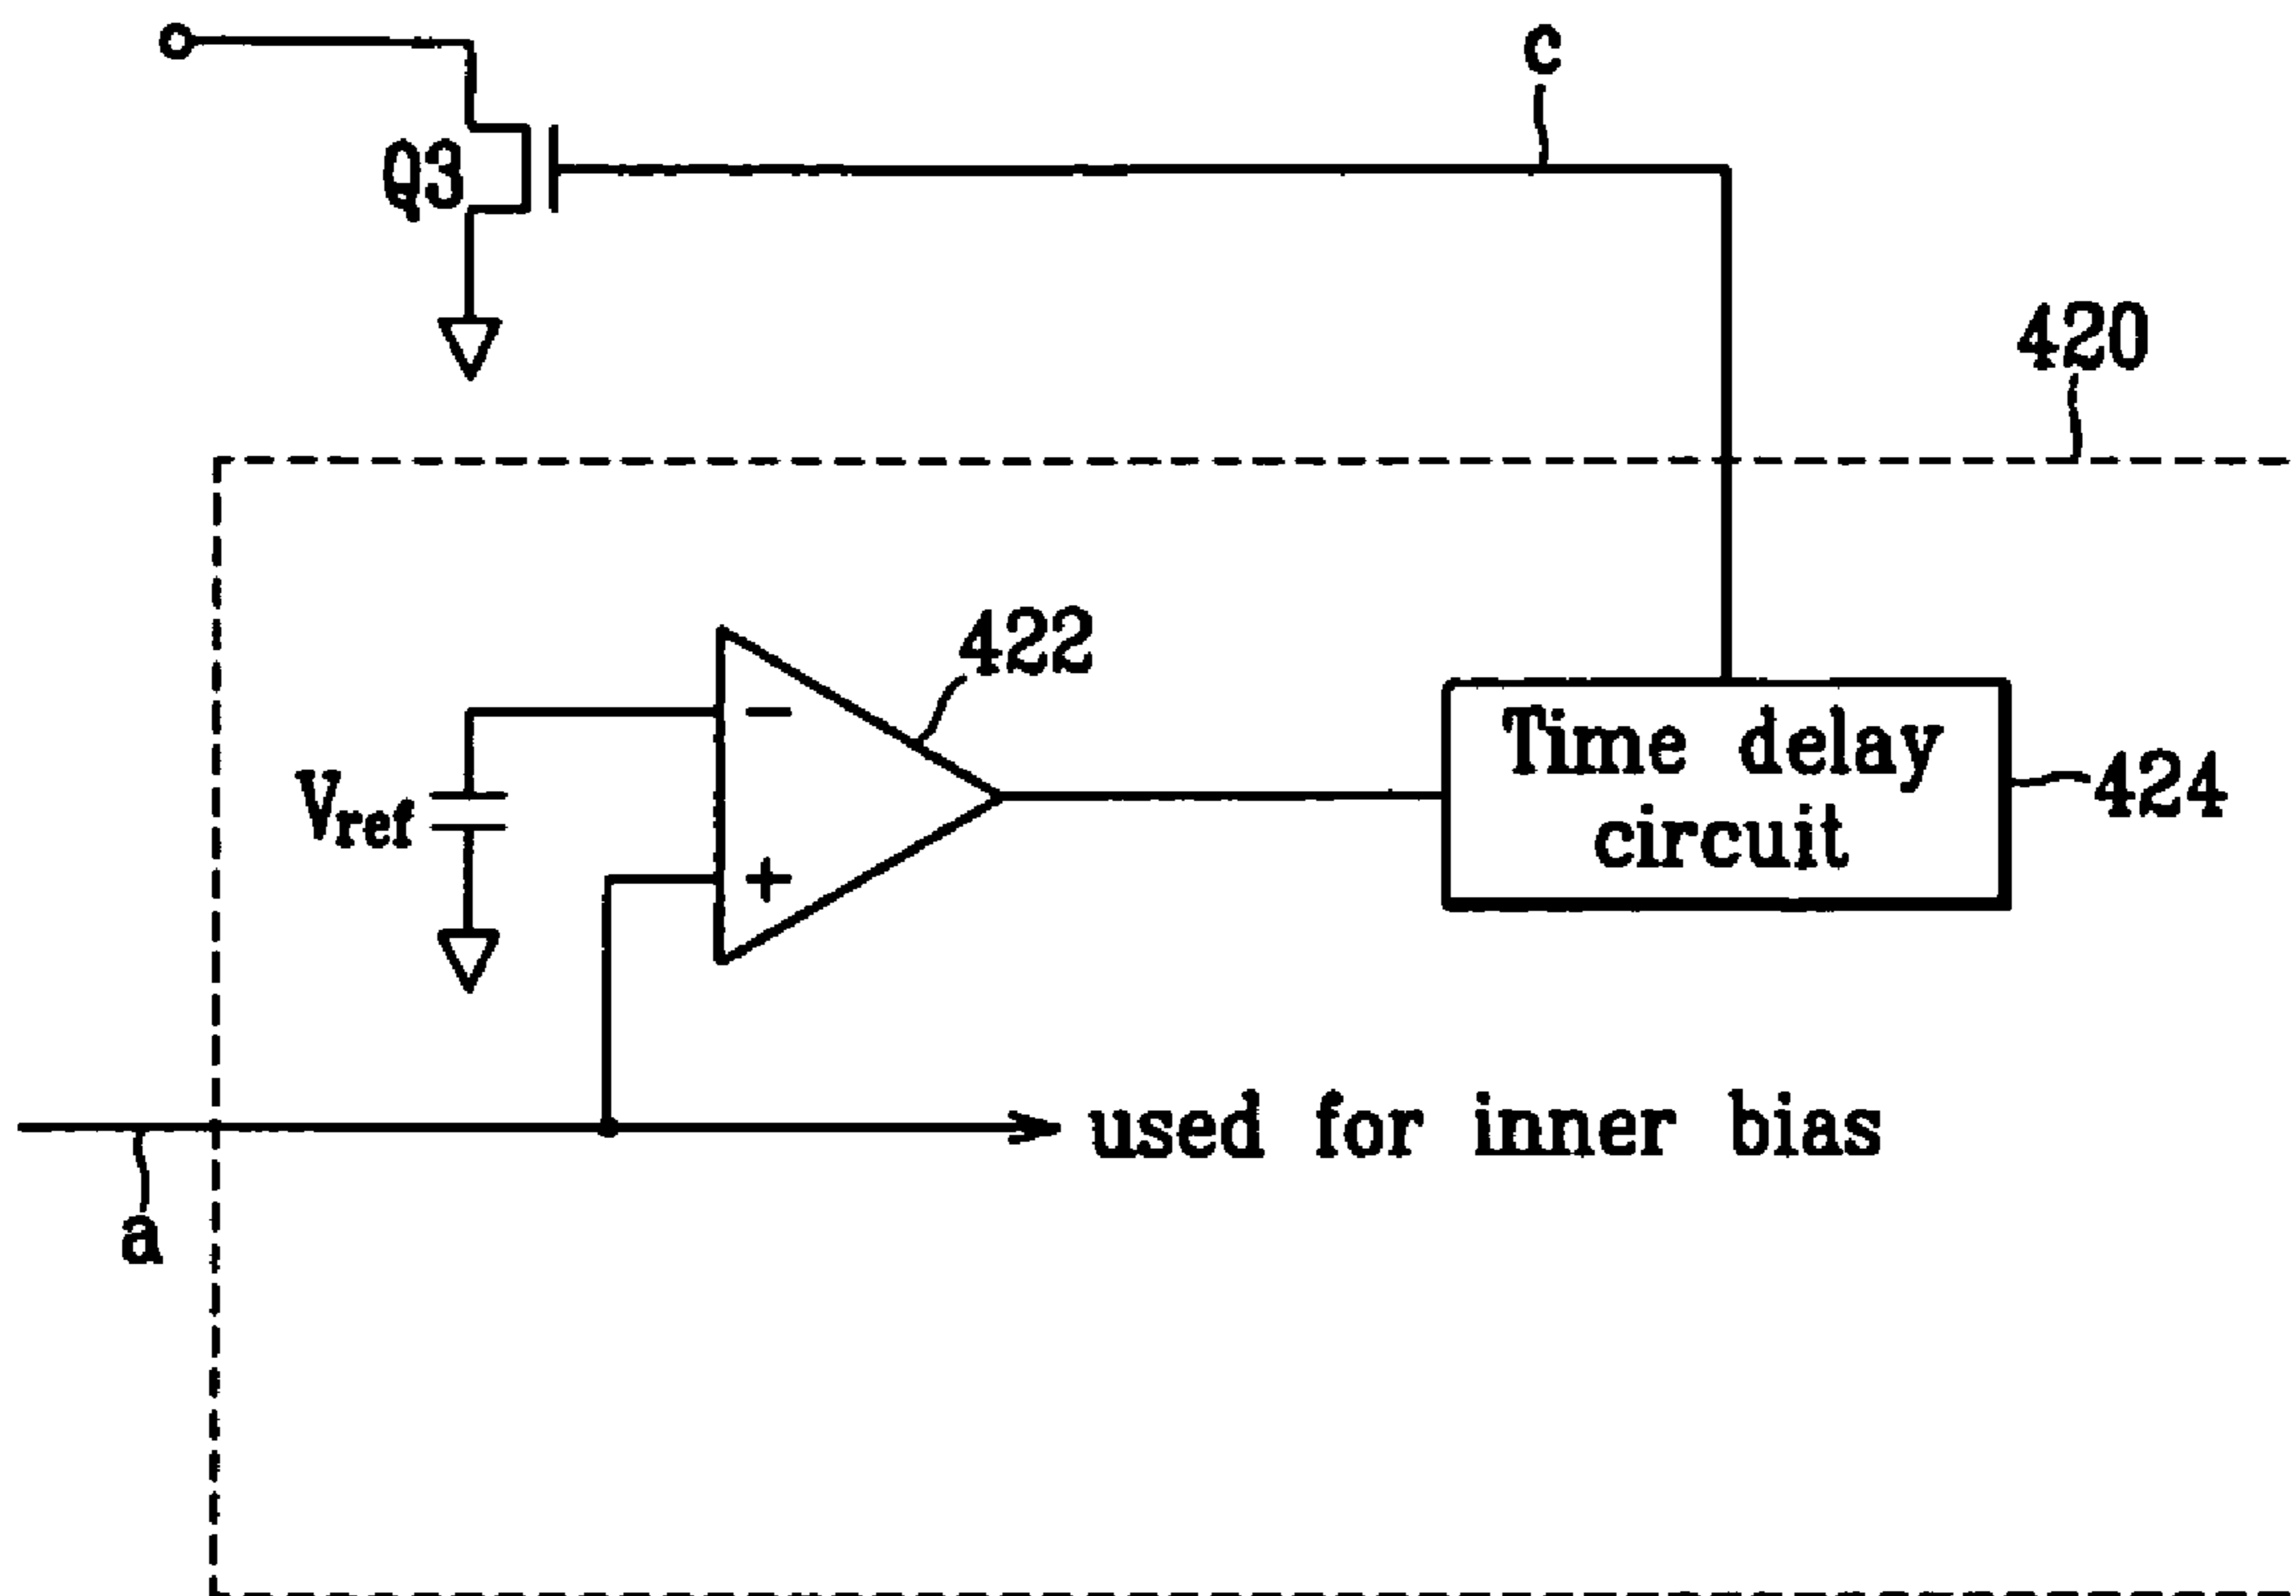 c
Q3
420
422
Time delay
circuit
424
Vref
−
+
used for inner bias
a